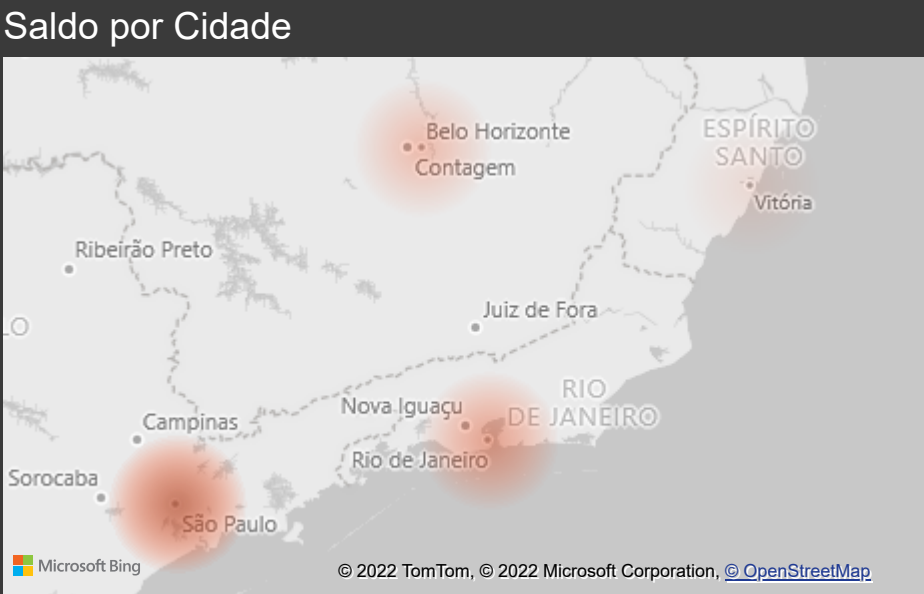 Saldo por Cidade
Belo Horizonte
Contagem
ESPÍRITO
SANTO
Vitória
Ribeirão Preto
Juiz de Fora
LO
RIO
DE JANEIRO
Nova Iguaçu
Campinas
Rio de Janeiro
Sorocaba
São Paulo
Microsoft Bing
© 2022 TomTom, © 2022 Microsoft Corporation, © OpenStreetMap